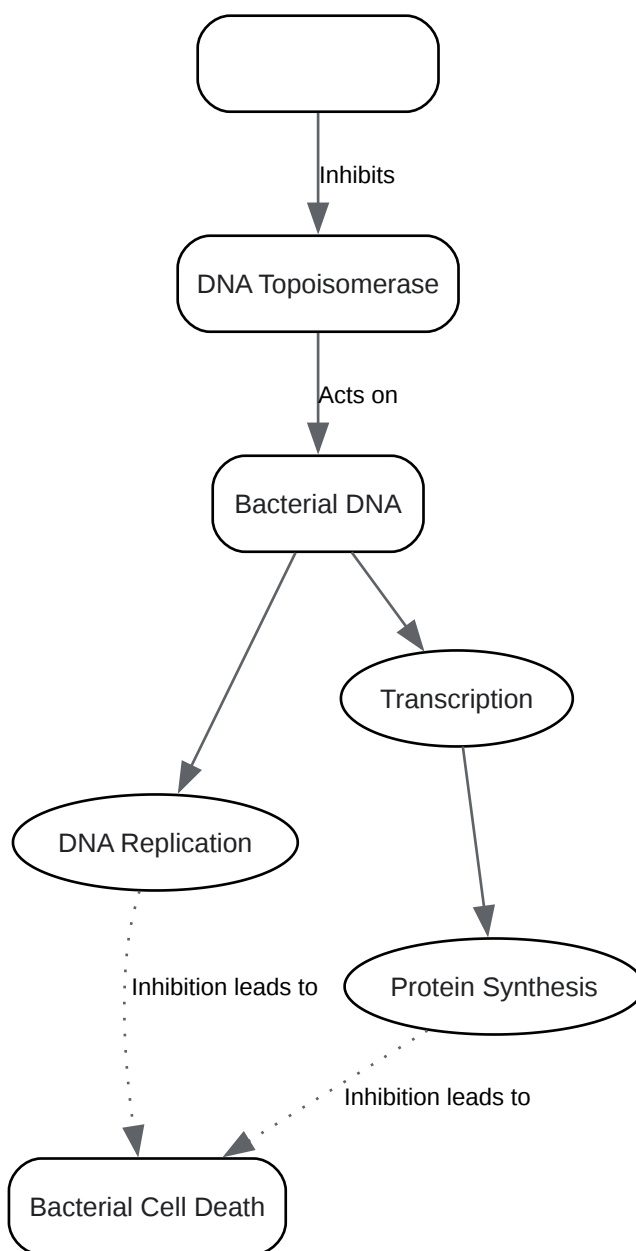 Inhibits
DNA Topoisomerase
Acts on
Bacterial DNA
Transcription
DNA Replication
Inhibition leads to
Protein Synthesis
Inhibition leads to
Bacterial Cell Death